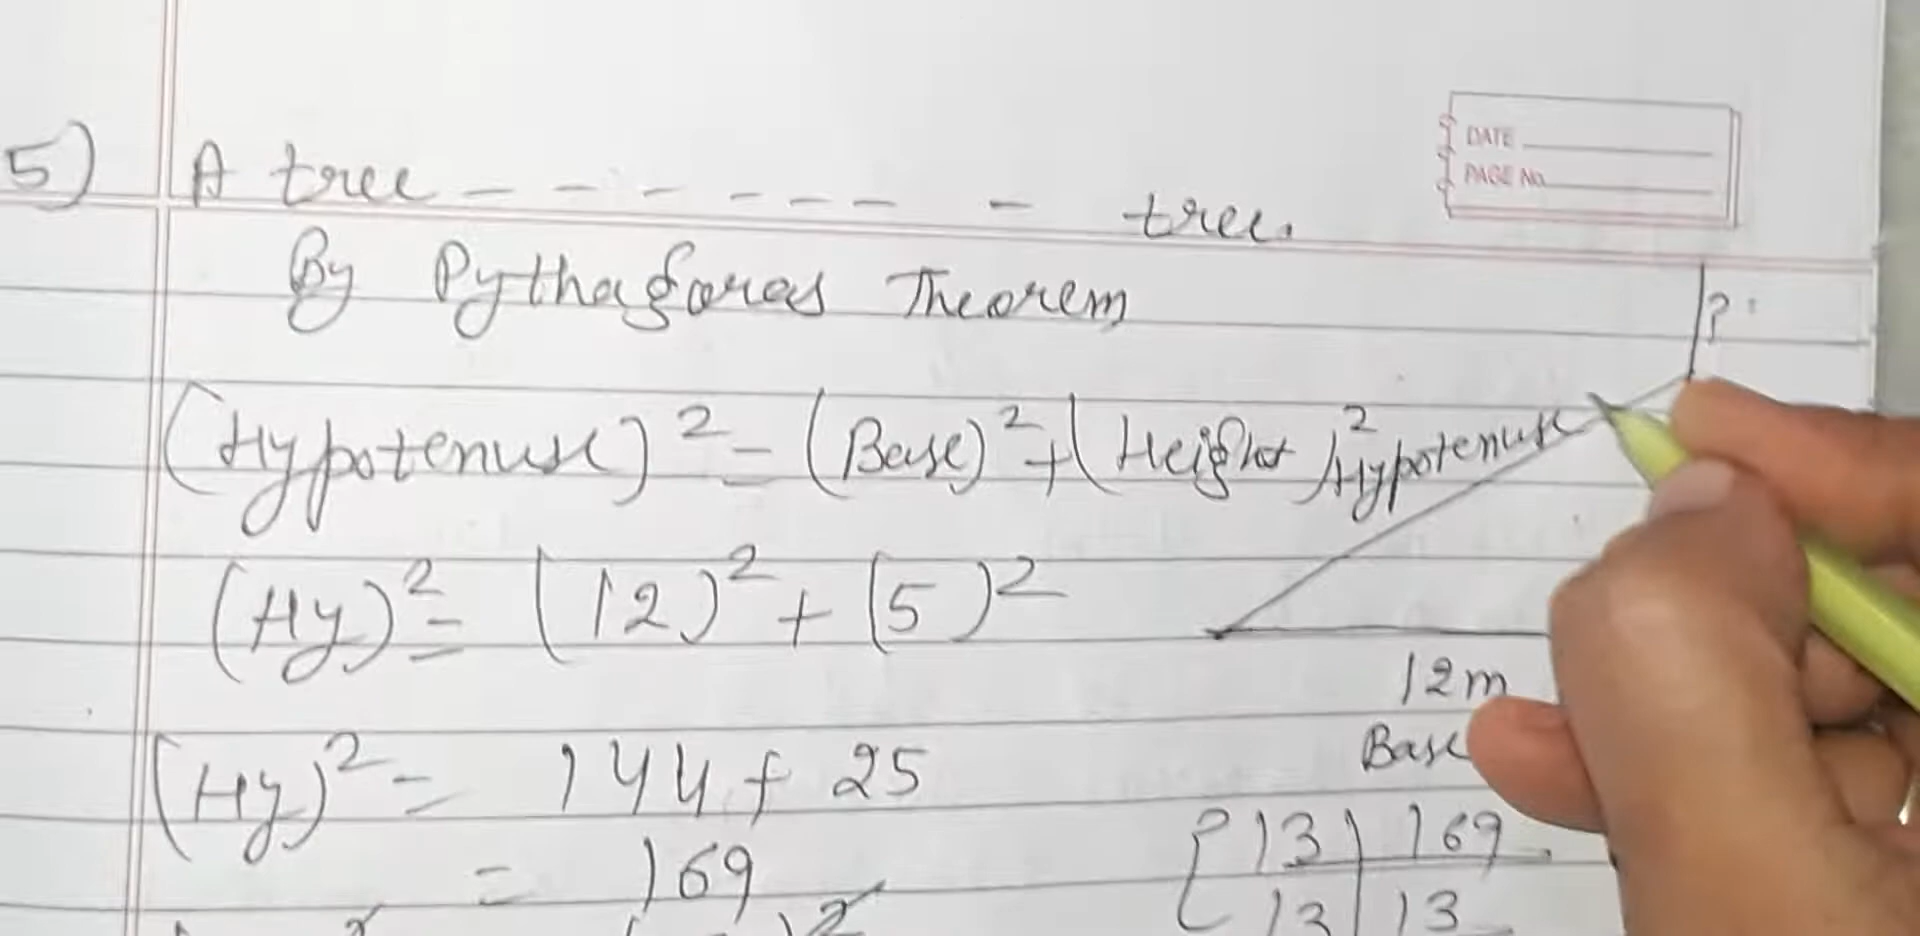 DATE
PAGE No.
5) A tree - - - - - - - tree.
By Pythagoras Theorem
?
(Hypotenuse)² = (Base)² + (Height)²
Hypotenuse
(Hy)² = (12)² + (5)²
12m
Base
(Hy)² = 144 + 25
= 169
13 | 169
13 | 13